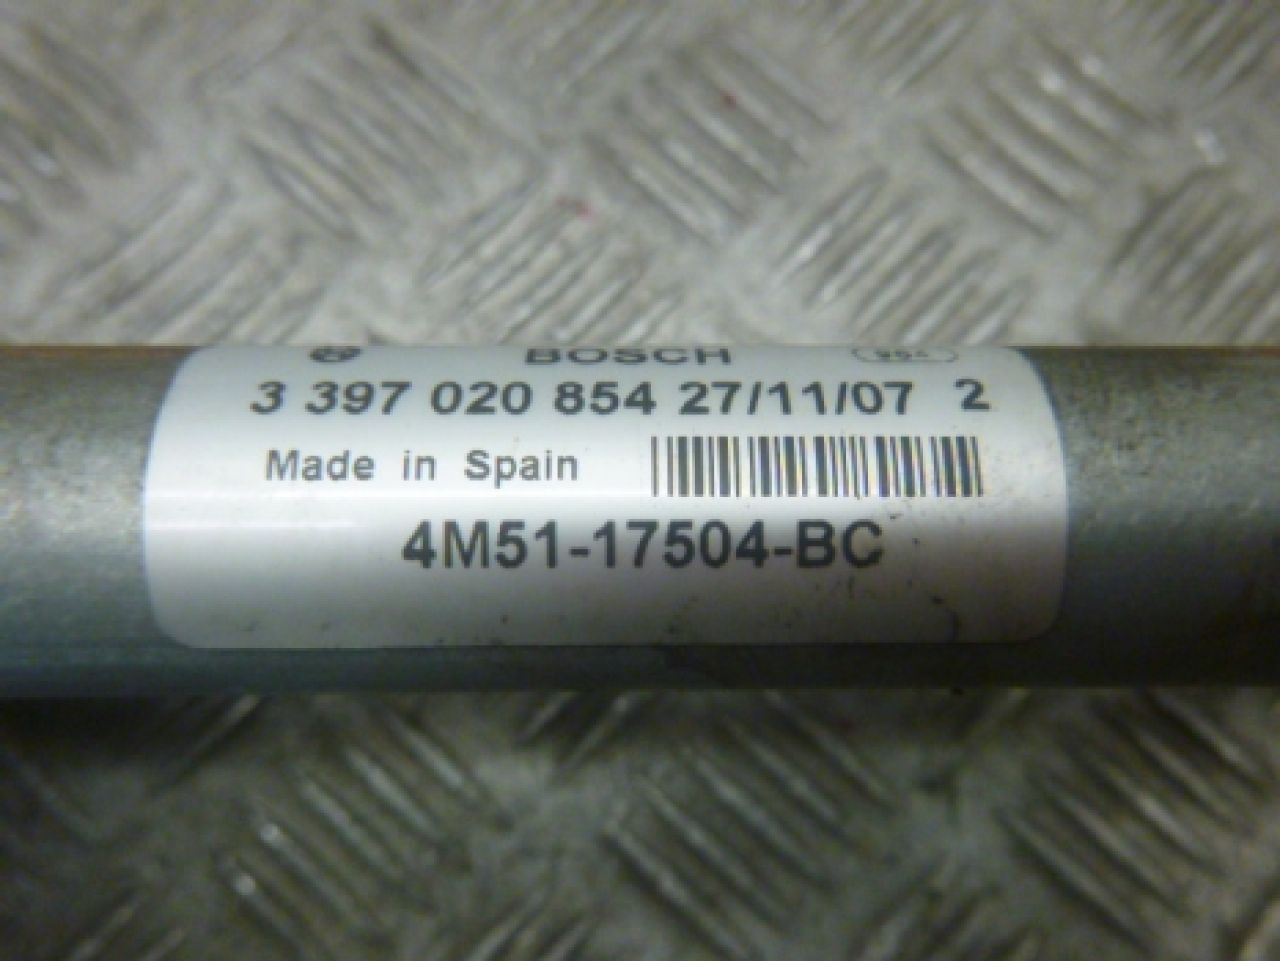 BOSCH
3 397 020 854 27/11/07 2
Made in Spain
4M51-17504-BC